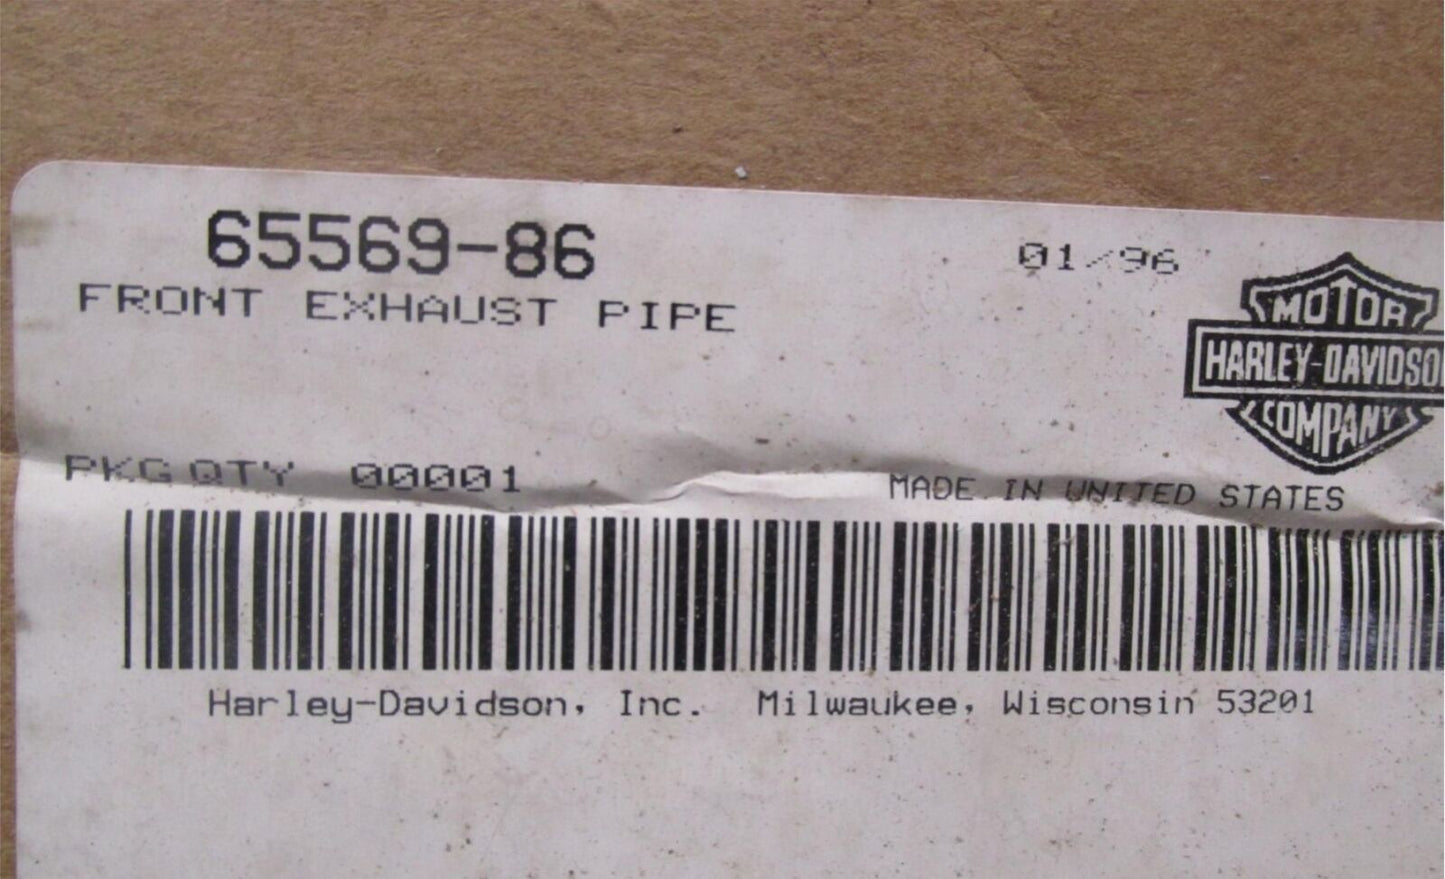 65569-86
01/96
FRONT EXHAUST PIPE
MOTOR
HARLEY-DAVIDSO
COMPANY
PKG QTY 00001
MADE IN UNITED STATES
Harley-Davidson, Inc. Milwaukee, Wisconsin 53201